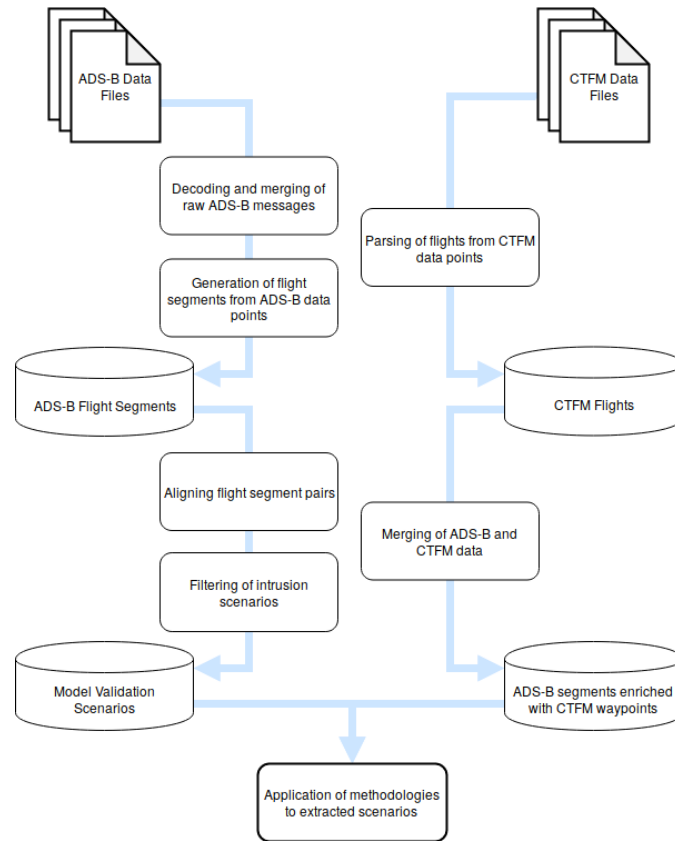 ADS-B Data
Files
CTFM Data
Files
Decoding and merging of
raw ADS-B messages
Parsing of flights from CTFM
data points
Generation of flight
segments from ADS-B data
points
ADS-B Flight Segments
CTFM Flights
Aligning flight segment pairs
Merging of ADS-B and
CTFM data
Filtering of intrusion
scenarios
Model Validation
Scenarios
ADS-B segments enriched
with CTFM waypoints
Application of methodologies
to extracted scenarios